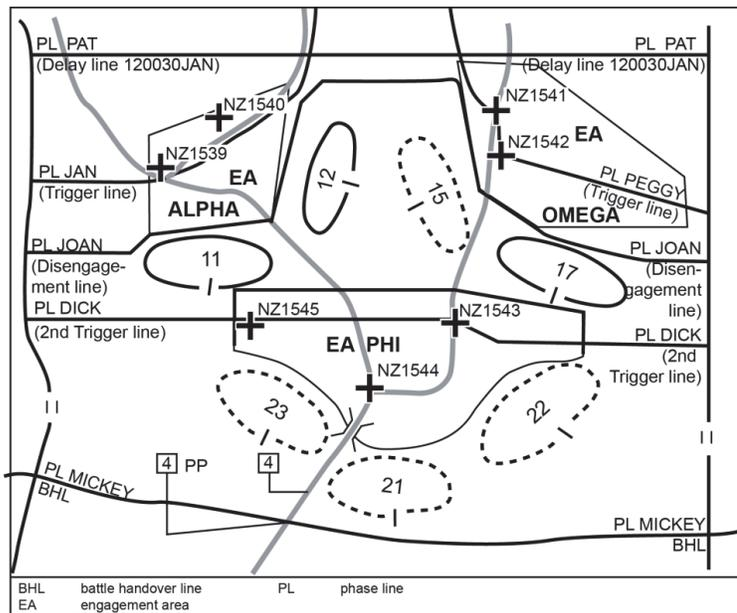 PL PAT
PL PAT
(Delay line 120030JAN)
(Delay line 120030JAN)
NZ1540
NZ1541
NZ1542
EA
NZ1539
PL JAN
(Trigger line)
EA
ALPHA
12
15
PL PEGGY
(Trigger line)
OMEGA
PL JOAN
(Disengage-
ment line)
11
17
PL JOAN
(Disen-
gagement
line)
PL DICK
(2nd Trigger line)
NZ1545
NZ1543
EA PHI
PL DICK
(2nd
Trigger line)
NZ1544
23
22
I I
I I
4 PP
4
21
PL MICKEY
BHL
PL MICKEY
BHL
BHL battle handover line PL phase line
EA engagement area